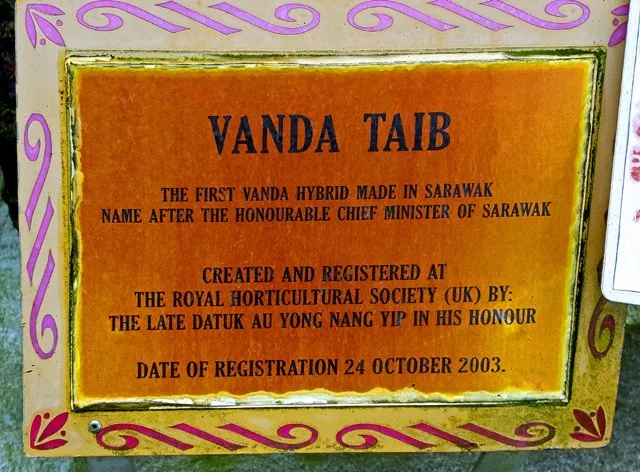 VANDA TAIB
THE FIRST VANDA HYBRID MADE IN SARAWAK
NAME AFTER THE HONOURABLE CHIEF MINISTER OF SARAWAK
CREATED AND REGISTERED AT
THE ROYAL HORTICULTURAL SOCIETY (UK) BY:
THE LATE DATUK AU YONG NANG YIP IN HIS HONOUR
DATE OF REGISTRATION 24 OCTOBER 2003.